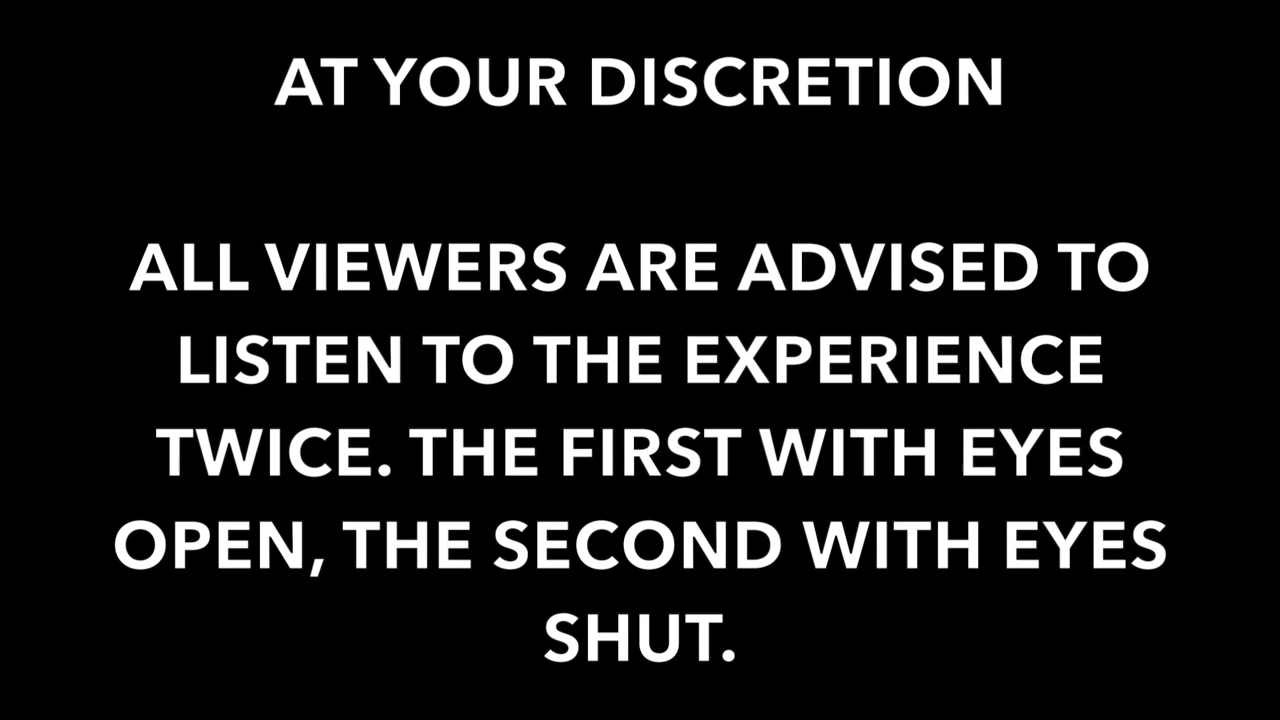 AT YOUR DISCRETION
ALL VIEWERS ARE ADVISED TO
LISTEN TO THE EXPERIENCE
TWICE. THE FIRST WITH EYES
OPEN, THE SECOND WITH EYES
SHUT.